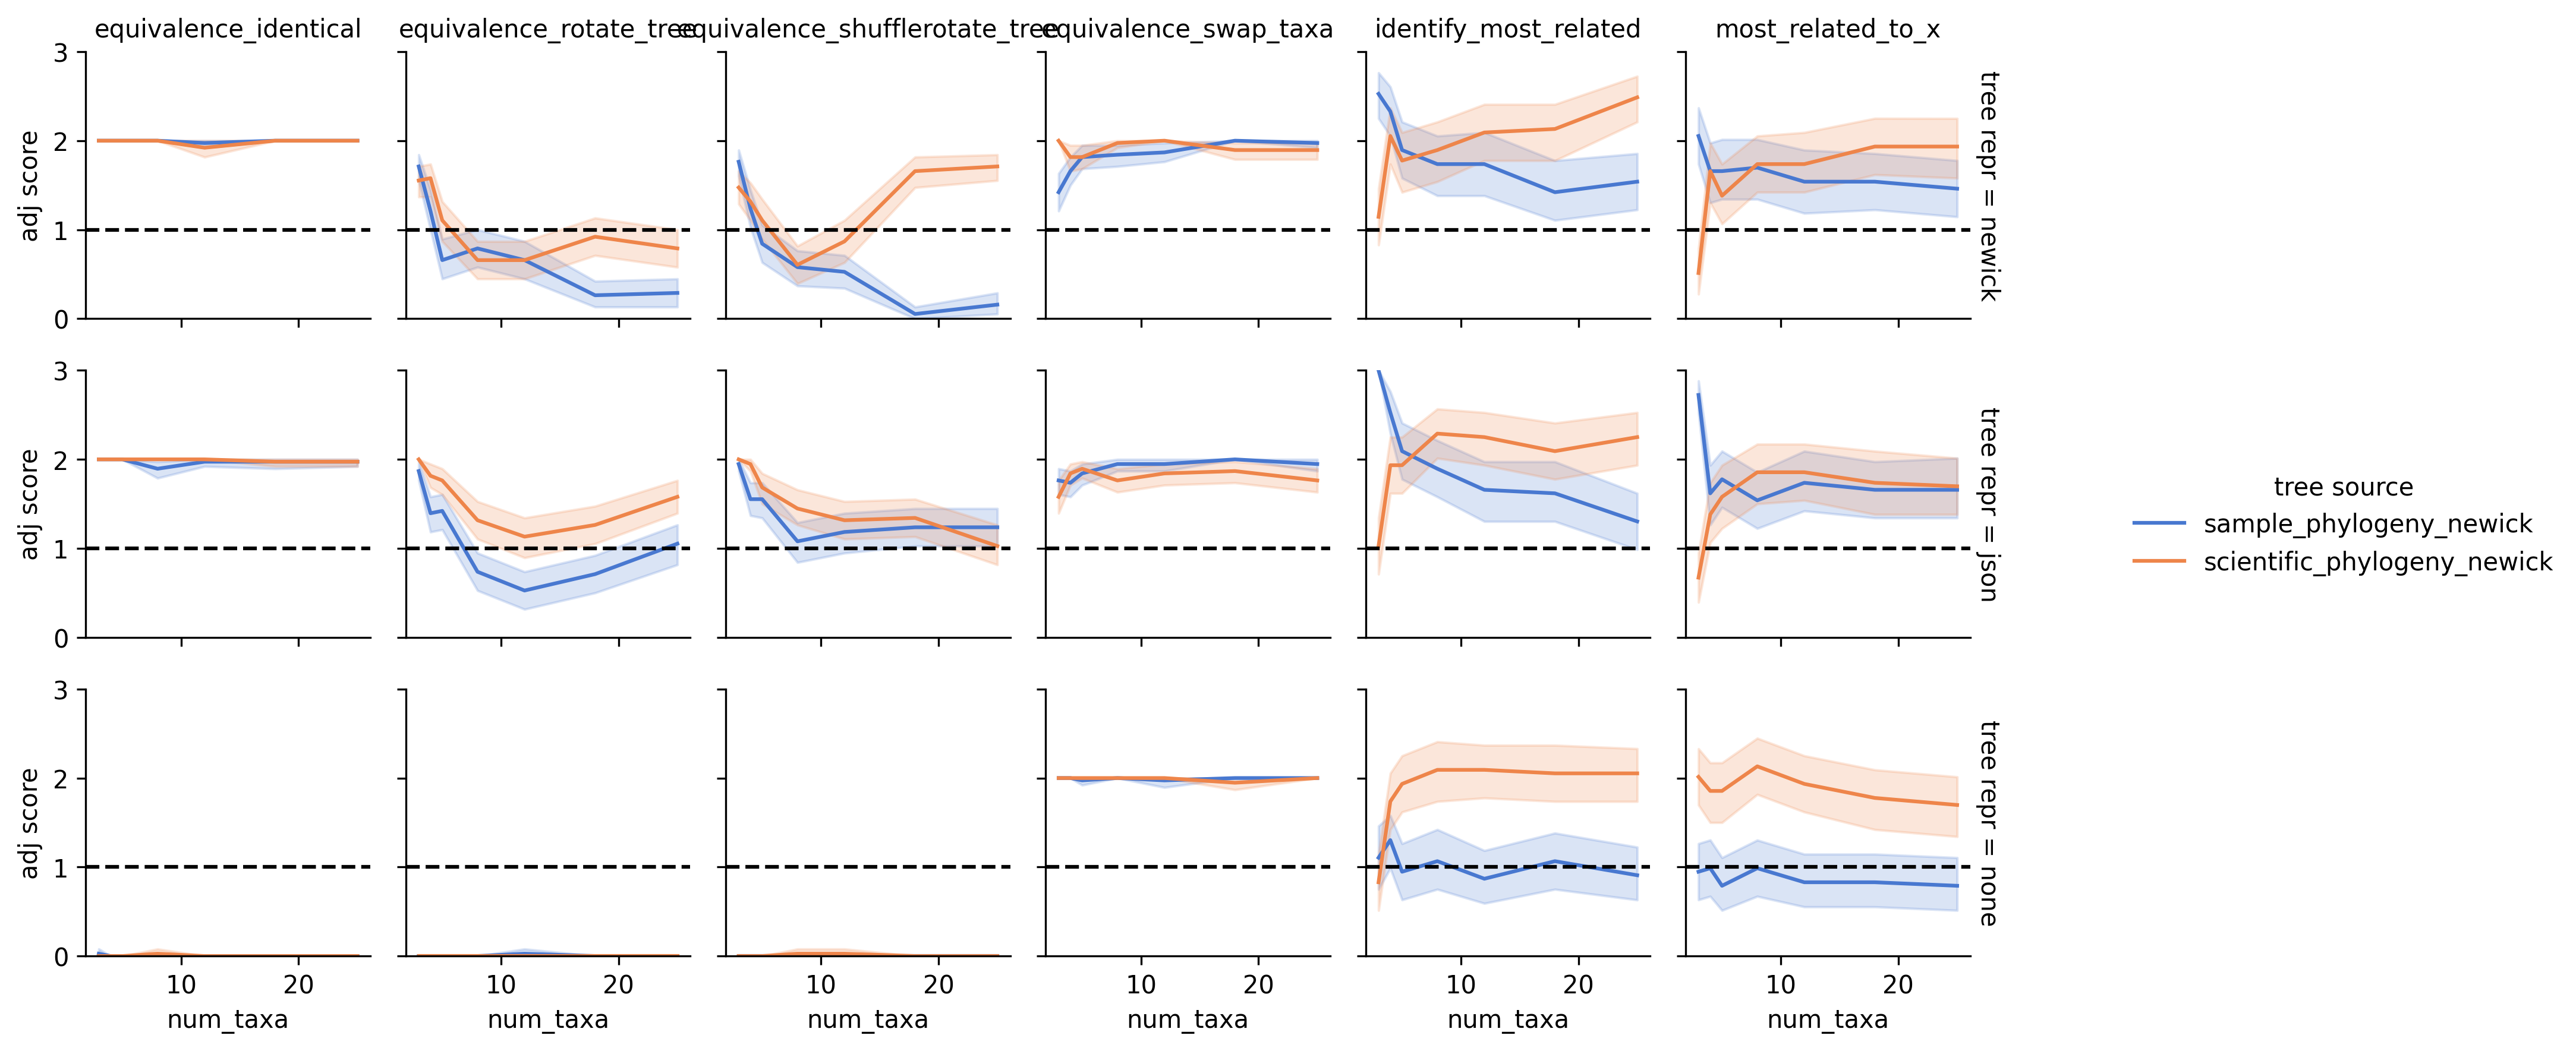 equivalence_identical
equivalence_rotate_tree
equivalence_shufflerotate_tree
equivalence_swap_taxa
identify_most_related
most_related_to_x
3
2
1
0
adj score
tree repr = newick
3
2
1
0
adj score
tree repr = json
tree source
sample_phylogeny_newick
scientific_phylogeny_newick
3
2
1
0
adj score
tree repr = none
10 20
10 20
10 20
10 20
10 20
10 20
num_taxa
num_taxa
num_taxa
num_taxa
num_taxa
num_taxa